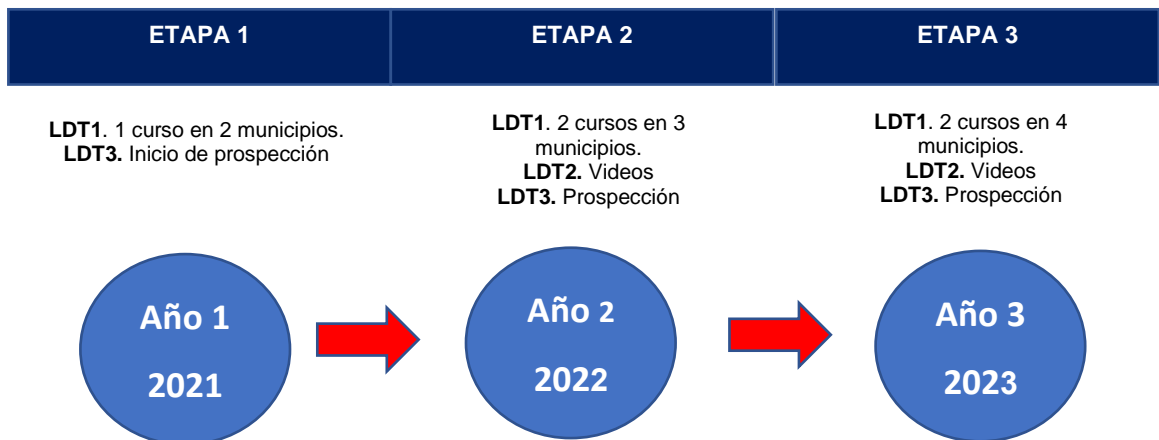 ETAPA 1
ETAPA 2
ETAPA 3
LDT1. 1 curso en 2 municipios.
LDT3. Inicio de prospección
LDT1. 2 cursos en 3
municipios.
LDT2. Videos
LDT3. Prospección
LDT1. 2 cursos en 4
municipios.
LDT2. Videos
LDT3. Prospección
Año 1
2021
Año 2
2022
Año 3
2023